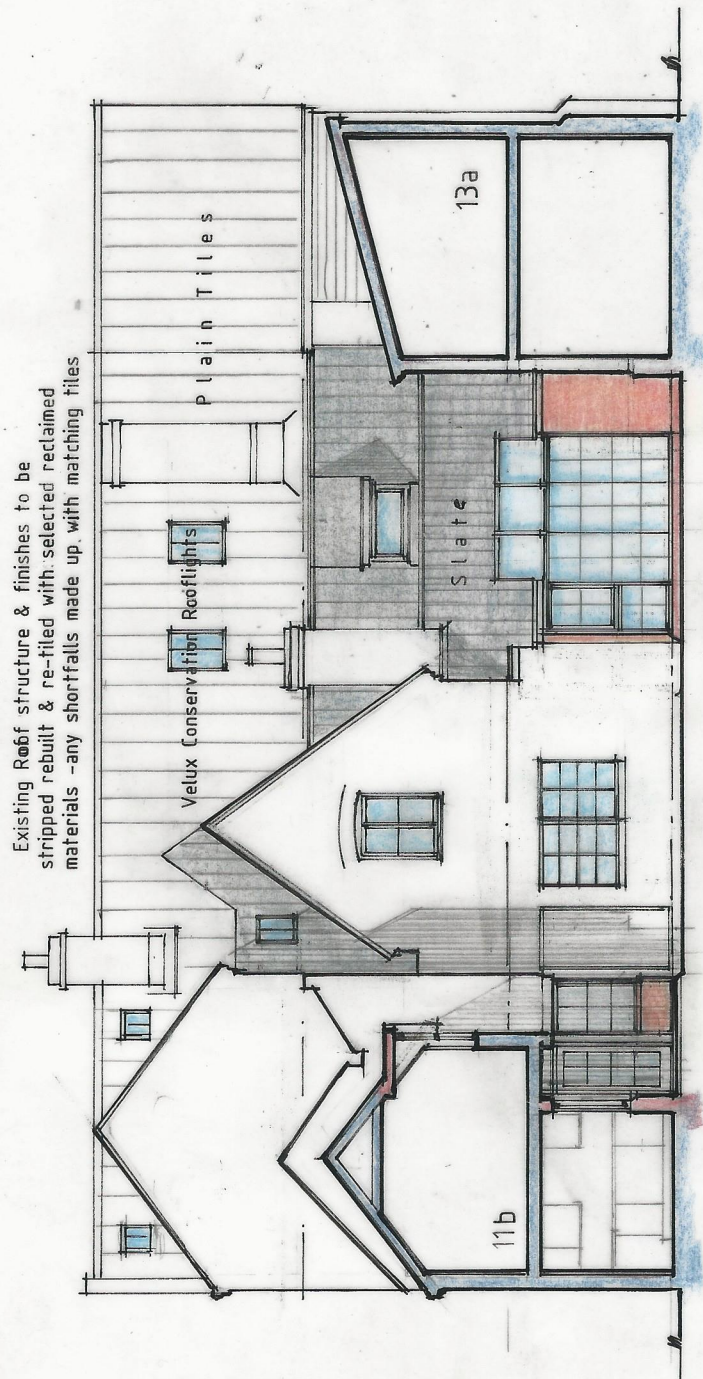 Existing Roof structure & finishes to be
stripped rebuilt & re-tiled with selected reclaimed
materials -any shortfalls made up with matching tiles
Plain Tiles
Velux Conservation Rooflights
Slate
13a
11b